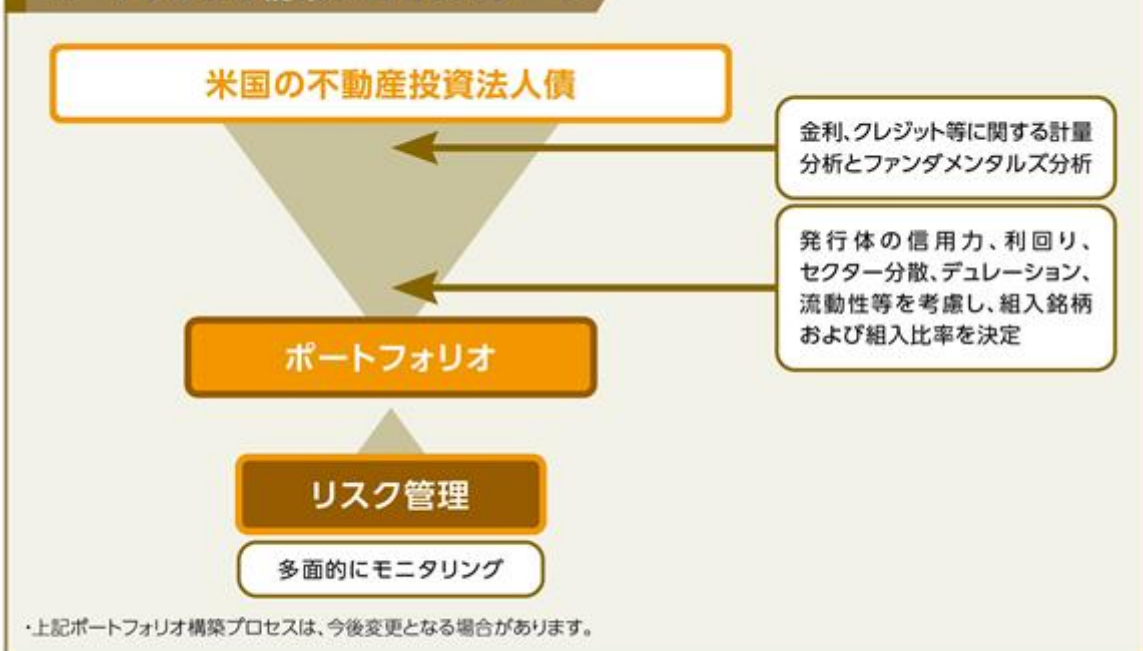 米国の不動産投資法人債
金利、クレジット等に関する計量
分析とファンダメンタルズ分析
発行体の信用力、利回り、
セクター分散、デュレーション、
流動性等を考慮し、組入銘柄
および組入比率を決定
ポートフォリオ
リスク管理
多面的にモニタリング
・上記ポートフォリオ構築プロセスは、今後変更となる場合があります。